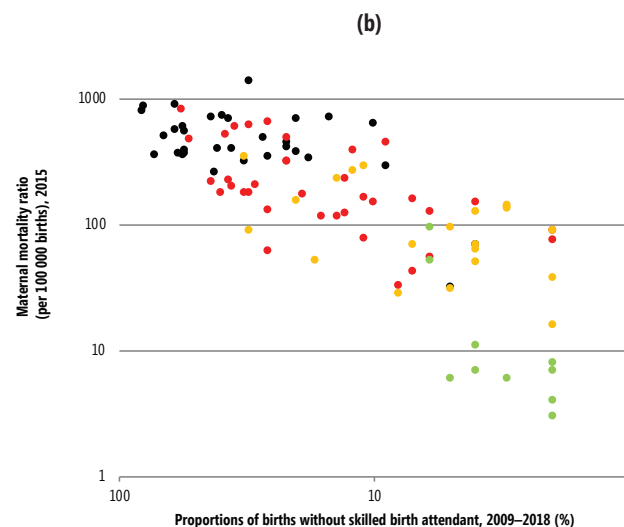 (b)
1000
100
10
1
Maternal mortality ratio
(per 100 000 births), 2015
100
10
Proportions of births without skilled birth attendant, 2009–2018 (%)